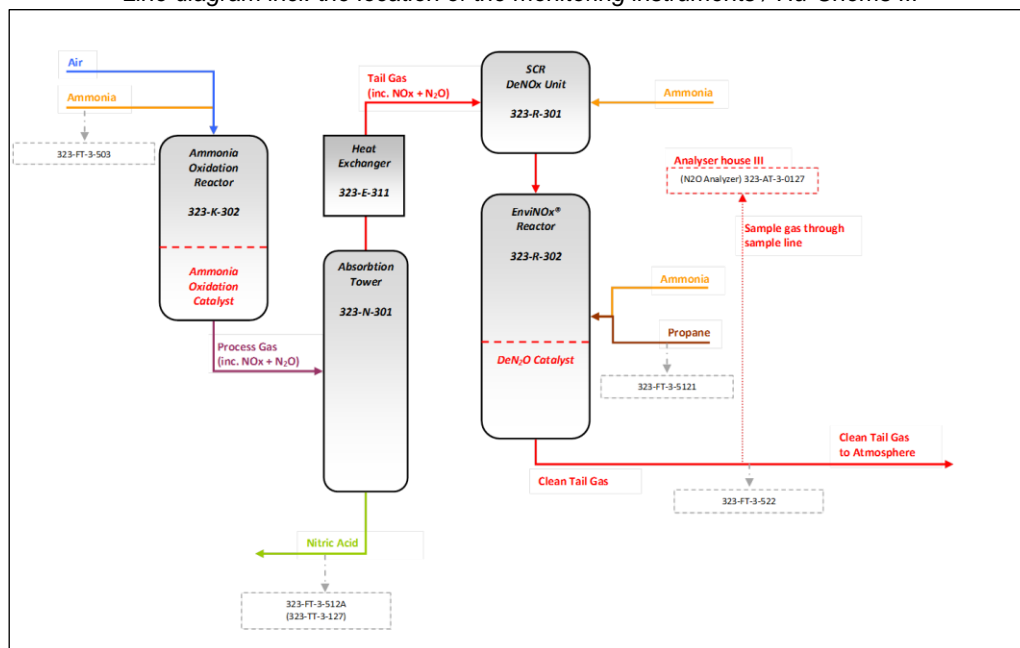 Air
Ammonia
323-FT-3-503
Ammonia
Oxidation
Reactor
323-K-302
Ammonia
Oxidation
Catalyst
Process Gas
(inc. NOx + N2O)
Tail Gas
(inc. NOx + N2O)
Heat
Exchanger
323-E-311
Absorbtion
Tower
323-N-301
Nitric Acid
323-FT-3-512A
(323-TT-3-127)
SCR
DeNOx Unit
323-R-301
Ammonia
EnviNOx®
Reactor
323-R-302
DeN₂O Catalyst
Ammonia
Propane
323-FT-3-5121
Analyser house III
(N2O Analyzer) 323-AT-3-0127
Sample gas through
sample line
Clean Tail Gas
Clean Tail Gas
to Atmosphere
323-FT-3-522